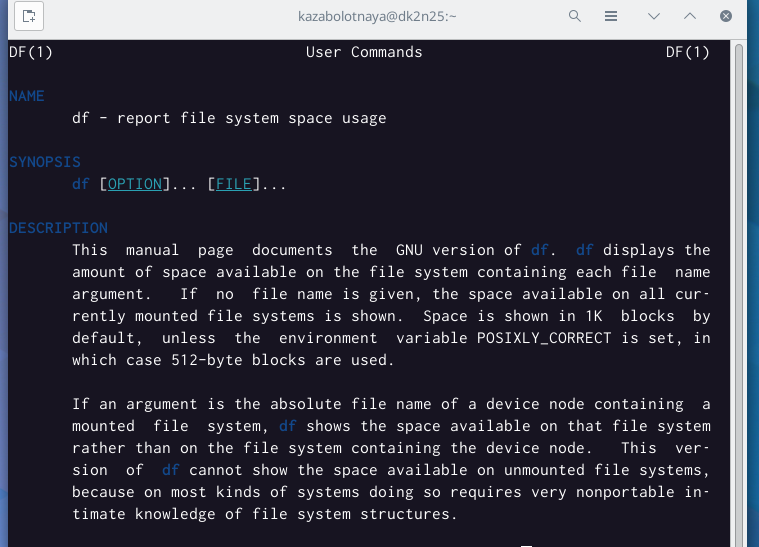 kazabolotnaya@dk2n25:~
DF(1) User Commands DF(1)
NAME
df - report file system space usage
SYNOPSIS
df [OPTION]... [FILE]...
DESCRIPTION
This manual page documents the GNU version of df. df displays the
amount of space available on the file system containing each file name
argument. If no file name is given, the space available on all cur-
rently mounted file systems is shown. Space is shown in 1K blocks by
default, unless the environment variable POSIXLY_CORRECT is set, in
which case 512-byte blocks are used.
If an argument is the absolute file name of a device node containing a
mounted file system, df shows the space available on that file system
rather than on the file system containing the device node. This ver-
sion of df cannot show the space available on unmounted file systems,
because on most kinds of systems doing so requires very nonportable in-
timate knowledge of file system structures.